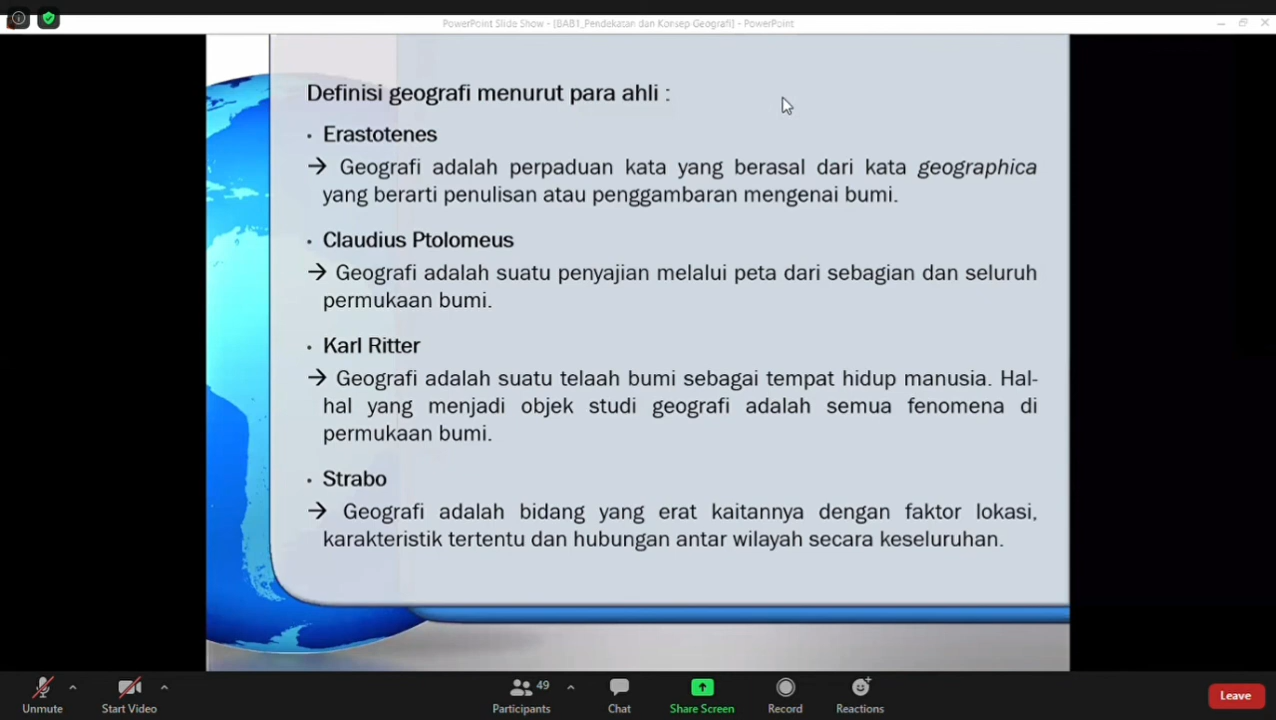 PowerPoint Slide Show - [BAB1_Pendekatan dan Konsep Geografi] - PowerPoint
Definisi geografi menurut para ahli :
• Erastotenes
→ Geografi adalah perpaduan kata yang berasal dari kata geographica
yang berarti penulisan atau penggambaran mengenai bumi.
• Claudius Ptolomeus
→ Geografi adalah suatu penyajian melalui peta dari sebagian dan seluruh
permukaan bumi.
• Karl Ritter
→ Geografi adalah suatu telaah bumi sebagai tempat hidup manusia. Hal-
hal yang menjadi objek studi geografi adalah semua fenomena di
permukaan bumi.
• Strabo
→ Geografi adalah bidang yang erat kaitannya dengan faktor lokasi,
karakteristik tertentu dan hubungan antar wilayah secara keseluruhan.
49
Unmute Start Video Participants Chat Share Screen Record Reactions Leave